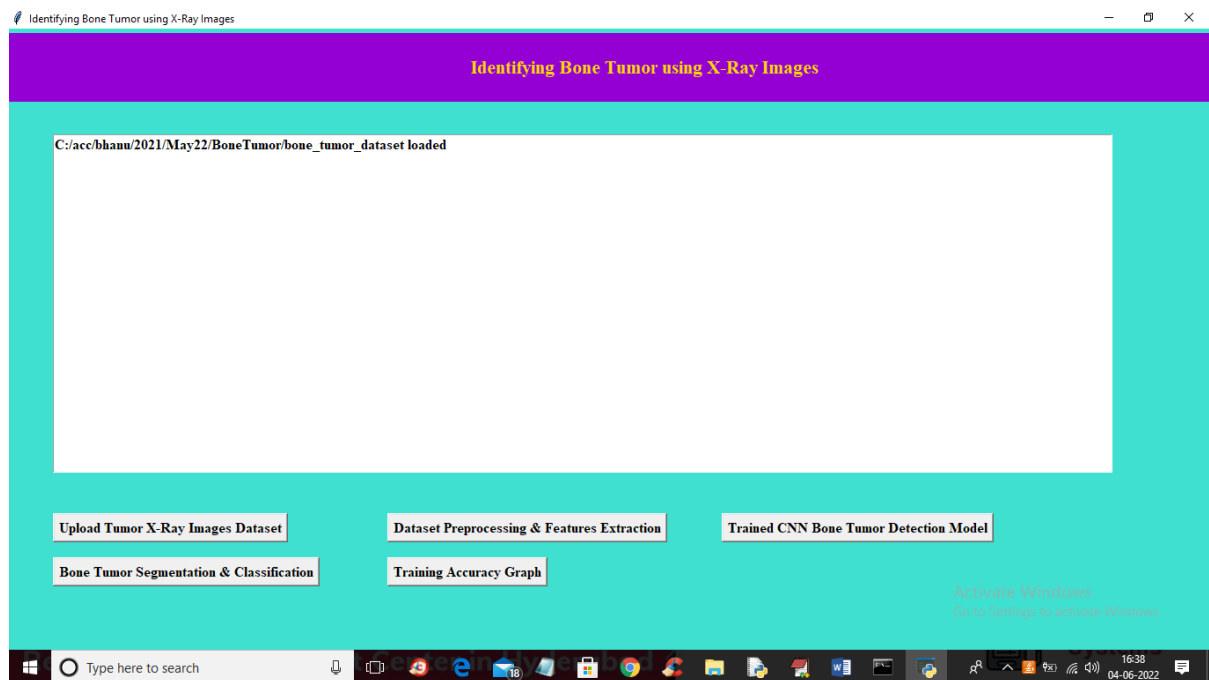 Identifying Bone Tumor using X-Ray Images
Identifying Bone Tumor using X-Ray Images
C:/acc/bhanu/2021/May22/BoneTumor/bone_tumor_dataset loaded
Upload Tumor X-Ray Images Dataset
Dataset Preprocessing & Features Extraction
Trained CNN Bone Tumor Detection Model
Bone Tumor Segmentation & Classification
Training Accuracy Graph
Activate Windows
Go to Settings to activate Windows.
Type here to search
18
16:38
04-06-2022